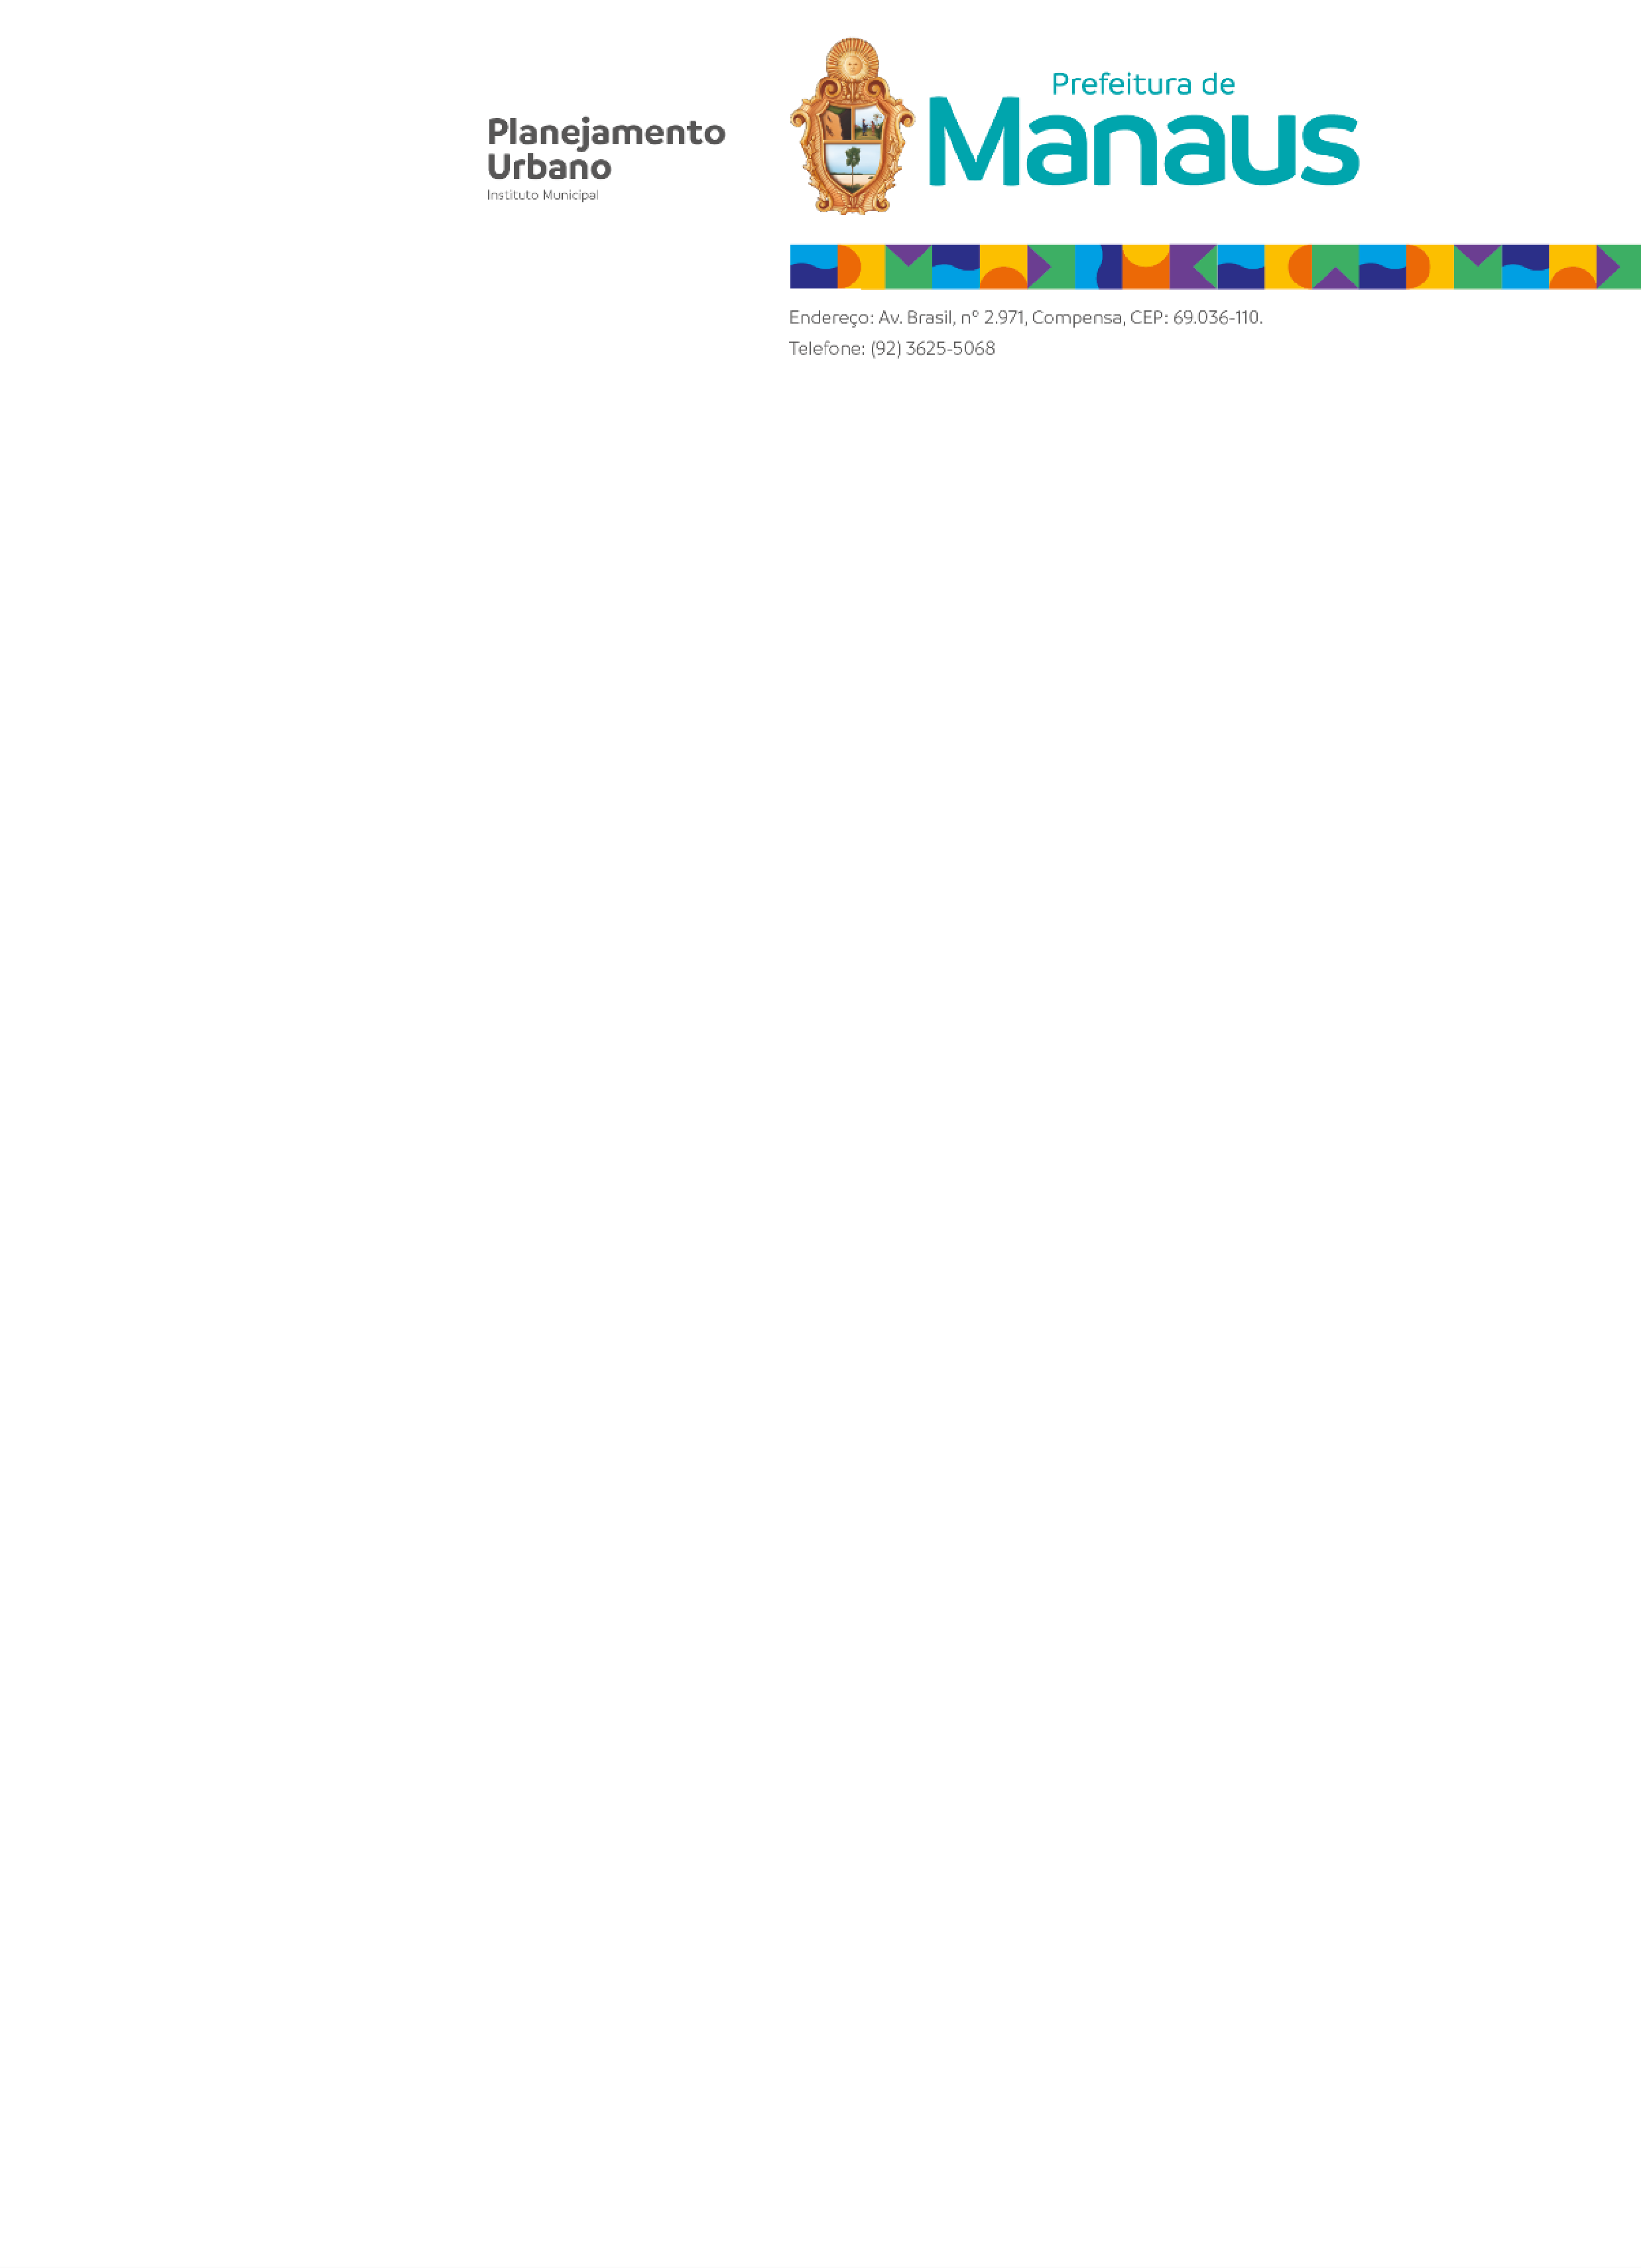 Planejamento
Urbano
Instituto Municipal
Prefeitura de
Manaus
Endereço: Av. Brasil, nº 2.971, Compensa, CEP: 69.036-110.
Telefone: (92) 3625-5068